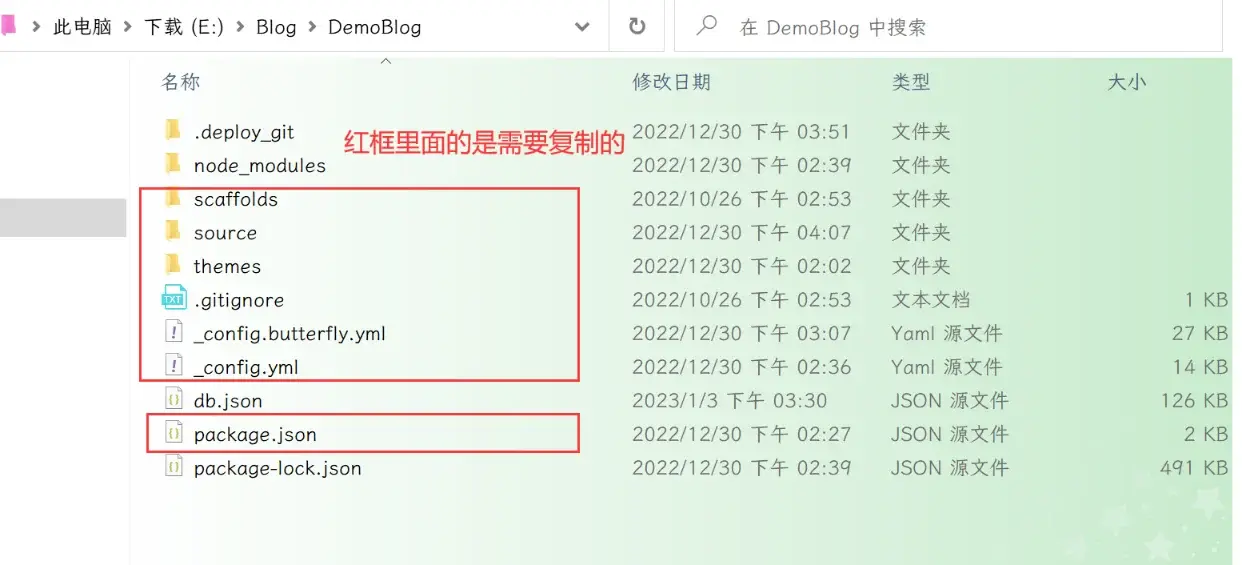 此电脑 > 下载 (E:) > Blog > DemoBlog
在 DemoBlog 中搜索
名称 修改日期 类型 大小
.deploy_git 2022/12/30 下午 03:51 文件夹
红框里面的是需要复制的
node_modules 2022/12/30 下午 02:39 文件夹
scaffolds 2022/10/26 下午 02:53 文件夹
source 2022/12/30 下午 04:07 文件夹
themes 2022/12/30 下午 02:02 文件夹
TXT .gitignore 2022/10/26 下午 02:53 文本文档 1 KB
_config.butterfly.yml 2022/12/30 下午 03:07 Yaml 源文件 27 KB
_config.yml 2022/12/30 下午 02:36 Yaml 源文件 14 KB
db.json 2023/1/3 下午 03:30 JSON 源文件 126 KB
package.json 2022/12/30 下午 02:27 JSON 源文件 2 KB
package-lock.json 2022/12/30 下午 02:39 JSON 源文件 491 KB